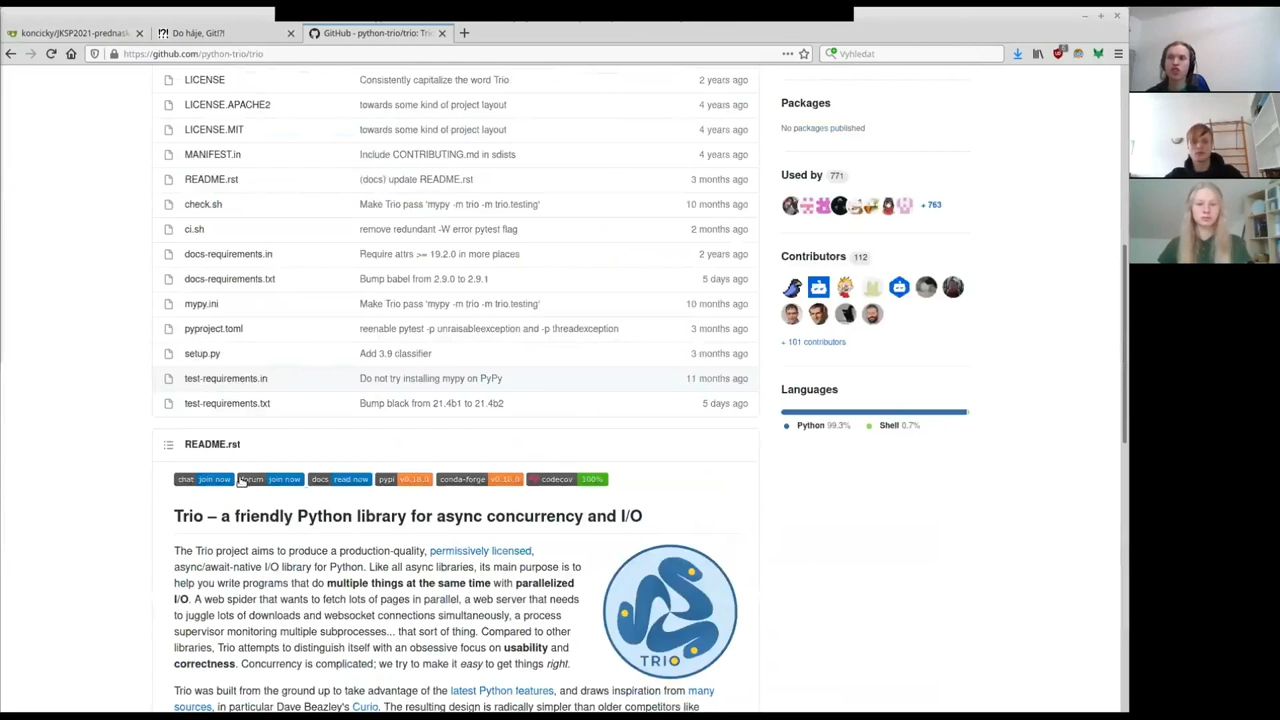 koncicky/JKSP2021-prednask
Do háje, Git!?!
GitHub - python-trio/trio: Tri
https://github.com/python-trio/trio
Vyhledat
LICENSE Consistently capitalize the word Trio 2 years ago
LICENSE.APACHE2 towards some kind of project layout 4 years ago
LICENSE.MIT towards some kind of project layout 4 years ago
MANIFEST.in Include CONTRIBUTING.md in sdists 4 years ago
README.rst (docs) update README.rst 3 months ago
check.sh Make Trio pass 'mypy -m trio -m trio.testing' 10 months ago
ci.sh remove redundant -W error pytest flag 2 months ago
docs-requirements.in Require attrs >= 19.2.0 in more places 2 years ago
docs-requirements.txt Bump babel from 2.9.0 to 2.9.1 5 days ago
mypy.ini Make Trio pass 'mypy -m trio -m trio.testing' 10 months ago
pyproject.toml reenable pytest -p unraisableexception and -p threadexception 3 months ago
setup.py Add 3.9 classifier 3 months ago
test-requirements.in Do not try installing mypy on PyPy 11 months ago
test-requirements.txt Bump black from 21.4b1 to 21.4b2 5 days ago
README.rst
chat join now join now docs read now pypi v0.18.0 conda-forge codecov 100%
Trio – a friendly Python library for async concurrency and I/O
The Trio project aims to produce a production-quality, permissively licensed,
async/await-native I/O library for Python. Like all async libraries, its main purpose is to
help you write programs that do multiple things at the same time with parallelized
I/O. A web spider that wants to fetch lots of pages in parallel, a web server that needs
to juggle lots of downloads and websocket connections simultaneously, a process
supervisor monitoring multiple subprocesses... that sort of thing. Compared to other
libraries, Trio attempts to distinguish itself with an obsessive focus on usability and
correctness. Concurrency is complicated; we try to make it easy to get things right.
TRIO
Trio was built from the ground up to take advantage of the latest Python features, and draws inspiration from many
sources, in particular Dave Beazley's Curio. The resulting design is radically simpler than older competitors like
Packages
No packages published
Used by 771
+ 763
Contributors 112
+ 101 contributors
Languages
Python 99.3% Shell 0.7%